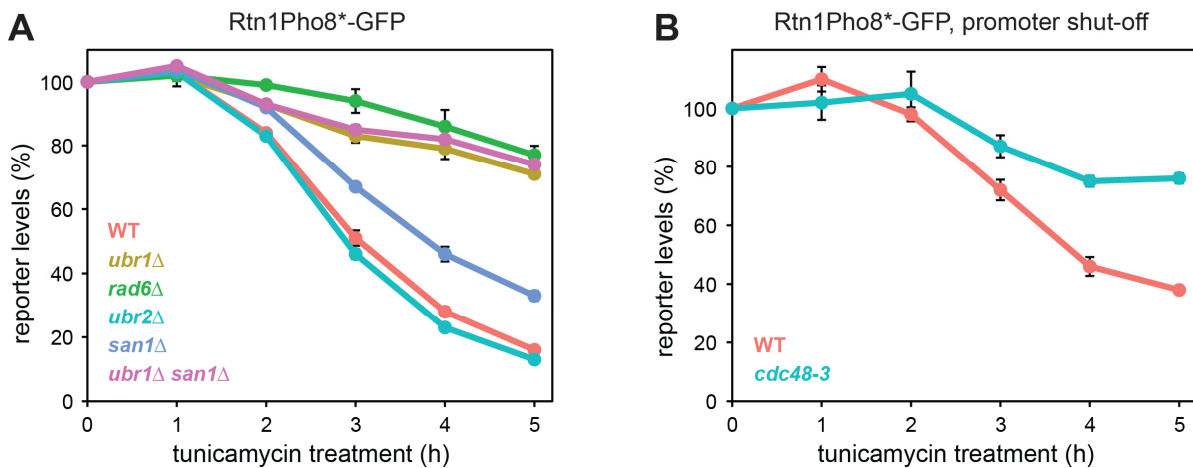 A
Rtn1Pho8*-GFP
reporter levels (%)
100
80
60
40
20
0
WT
ubr1Δ
rad6Δ
ubr2Δ
san1Δ
ubr1Δ san1Δ
0 1 2 3 4 5
tunicamycin treatment (h)
B
Rtn1Pho8*-GFP, promoter shut-off
reporter levels (%)
100
80
60
40
20
0
WT
cdc48-3
0 1 2 3 4 5
tunicamycin treatment (h)